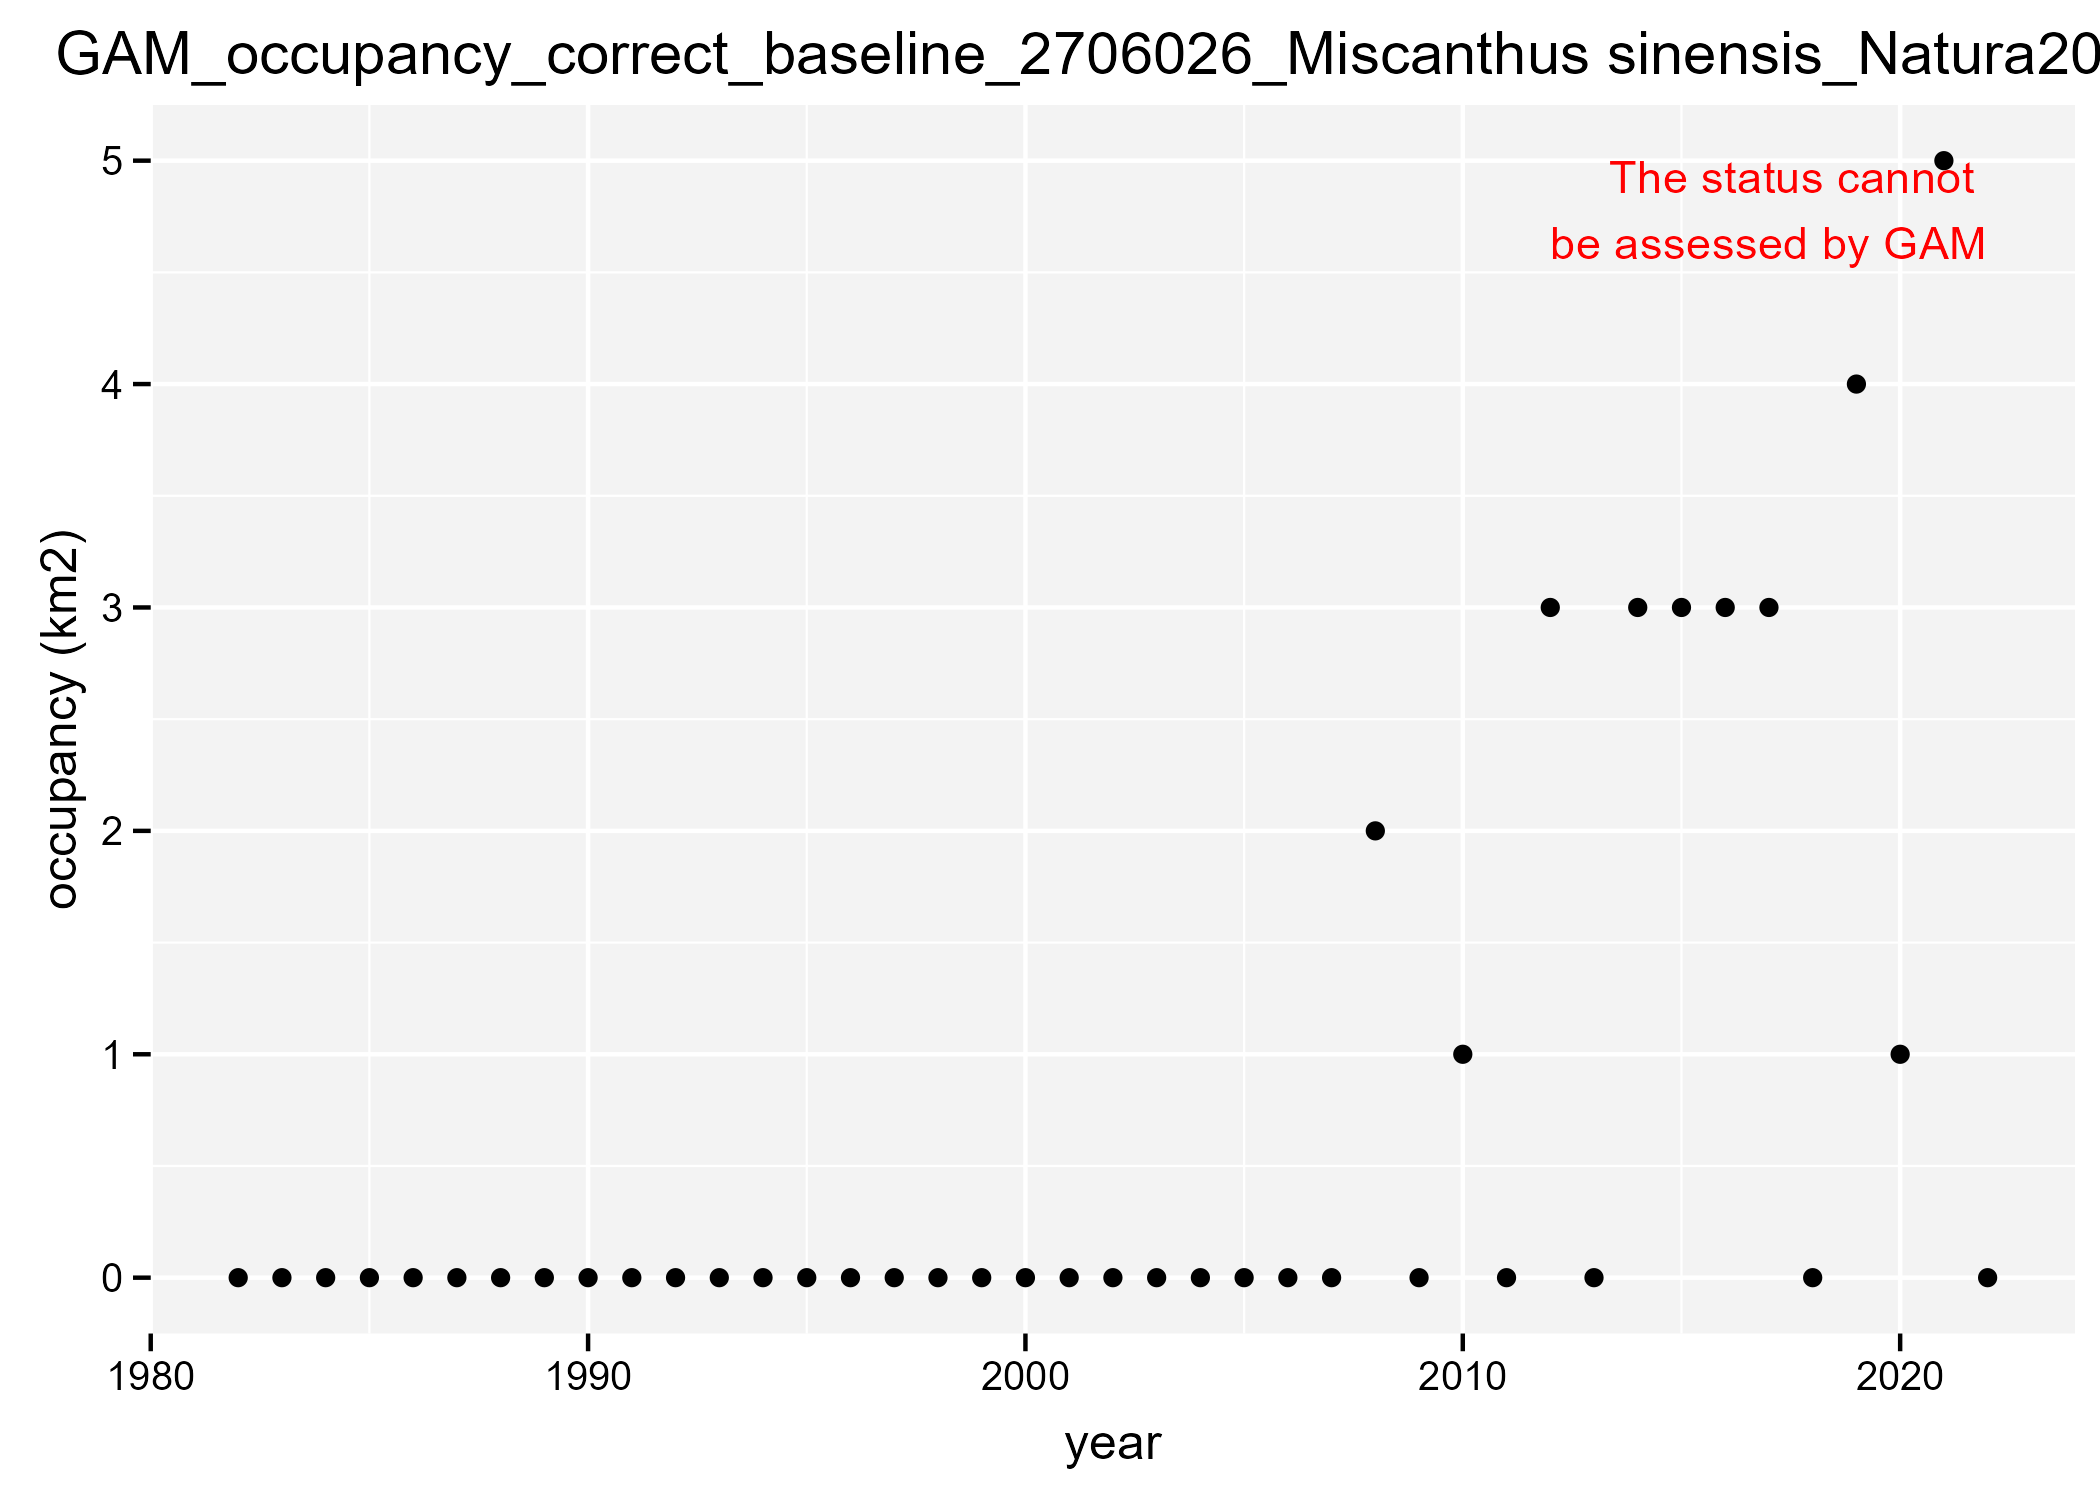 GAM_occupancy_correct_baseline_2706026_Miscanthus sinensis_Natura20
5
The status cannot
be assessed by GAM
4
3
occupancy (km2)
2
1
0
1980 1990 2000 2010 2020
year